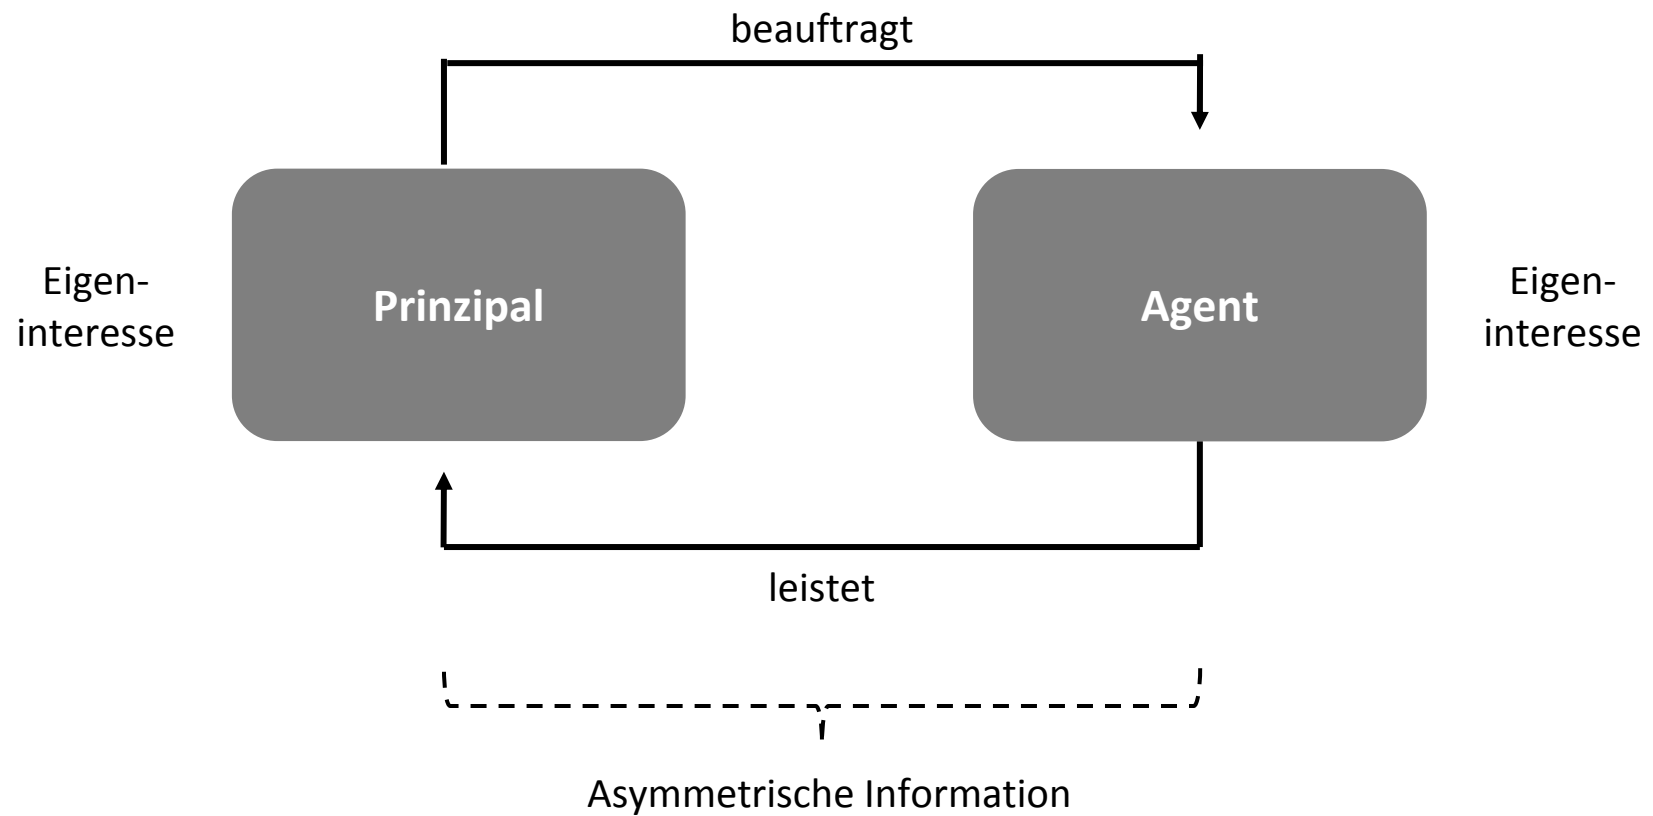 beauftragt
Eigen-
interesse
Prinzipal
Agent
Eigen-
interesse
leistet
Asymmetrische Information